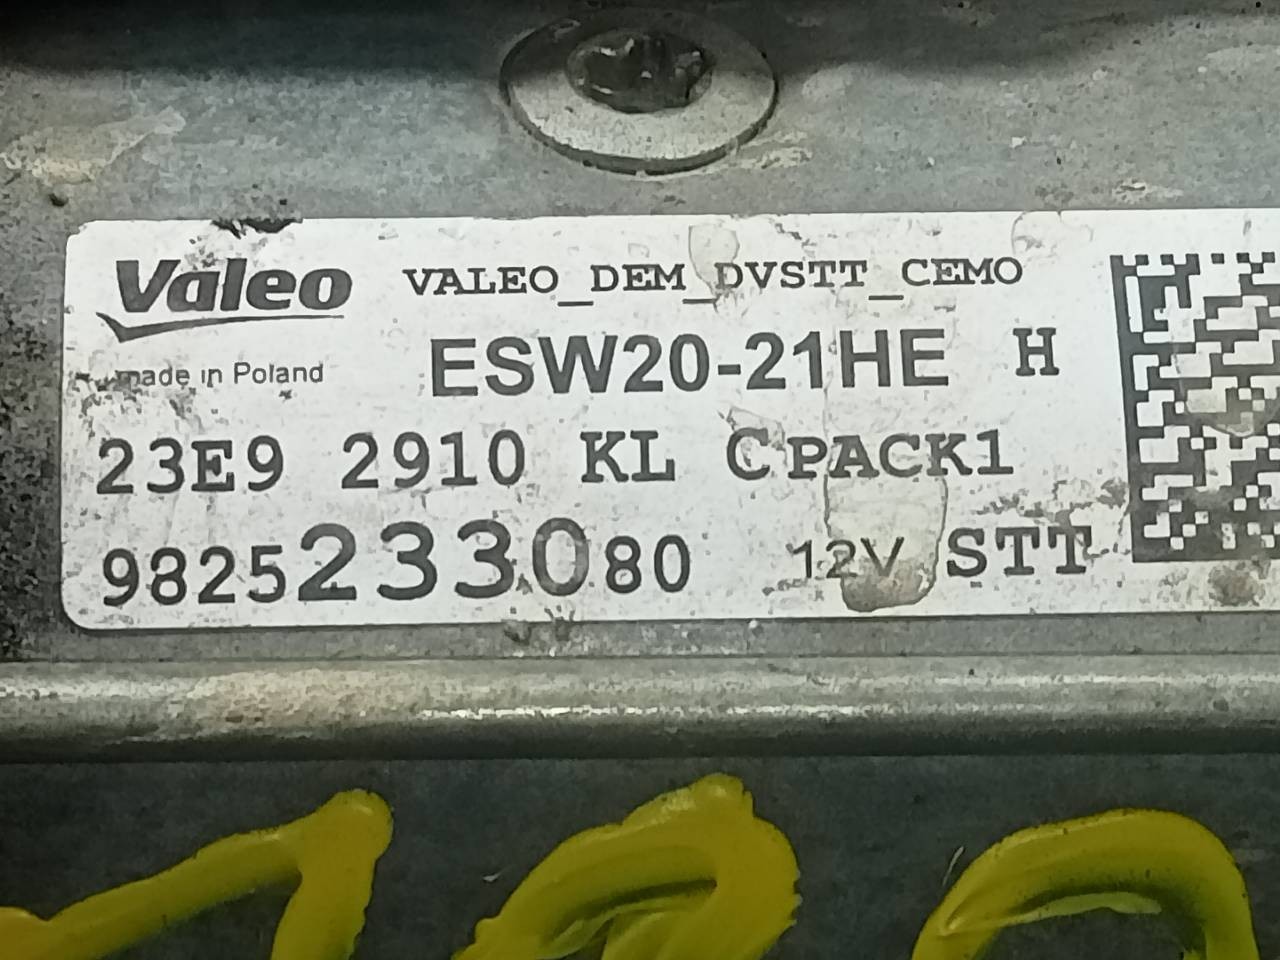 Valeo VALEO_DEM_DVSTT_CEMO
made in Poland ESW20-21HE H
23E9 2910 KL CPACK1
9825233080 12V STT